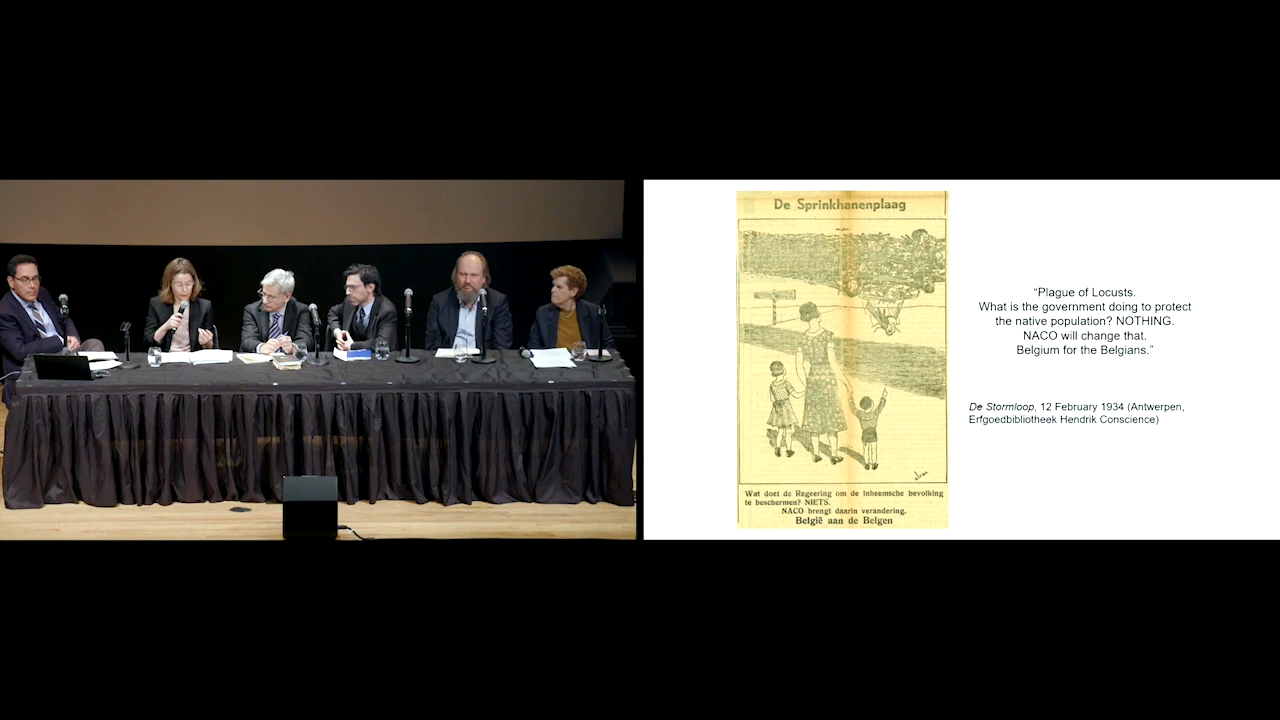 De Sprinkhanenplaag
Wat doet de Regeering om de inheemsche bevolking
te beschermen? NIETS.
NACO brengt daarin verandering.
België aan de Belgen
“Plague of Locusts.
What is the government doing to protect
the native population? NOTHING.
NACO will change that.
Belgium for the Belgians.”
De Stormloop, 12 February 1934 (Antwerpen,
Erfgoedbibliotheek Hendrik Conscience)